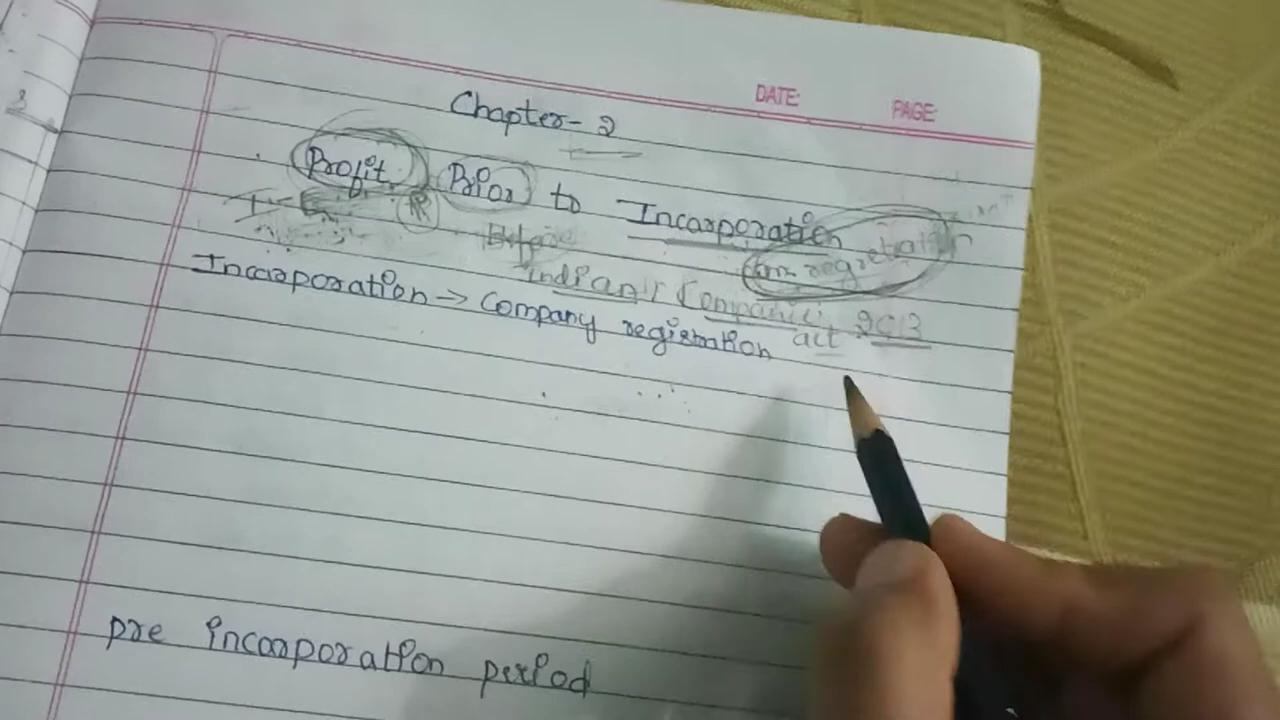 DATE: PAGE:
Chapter - 2
Profit Prior to Incorporation
R Before
indian Companies act 2013
Incorporation → Company registration
pre incorporation period